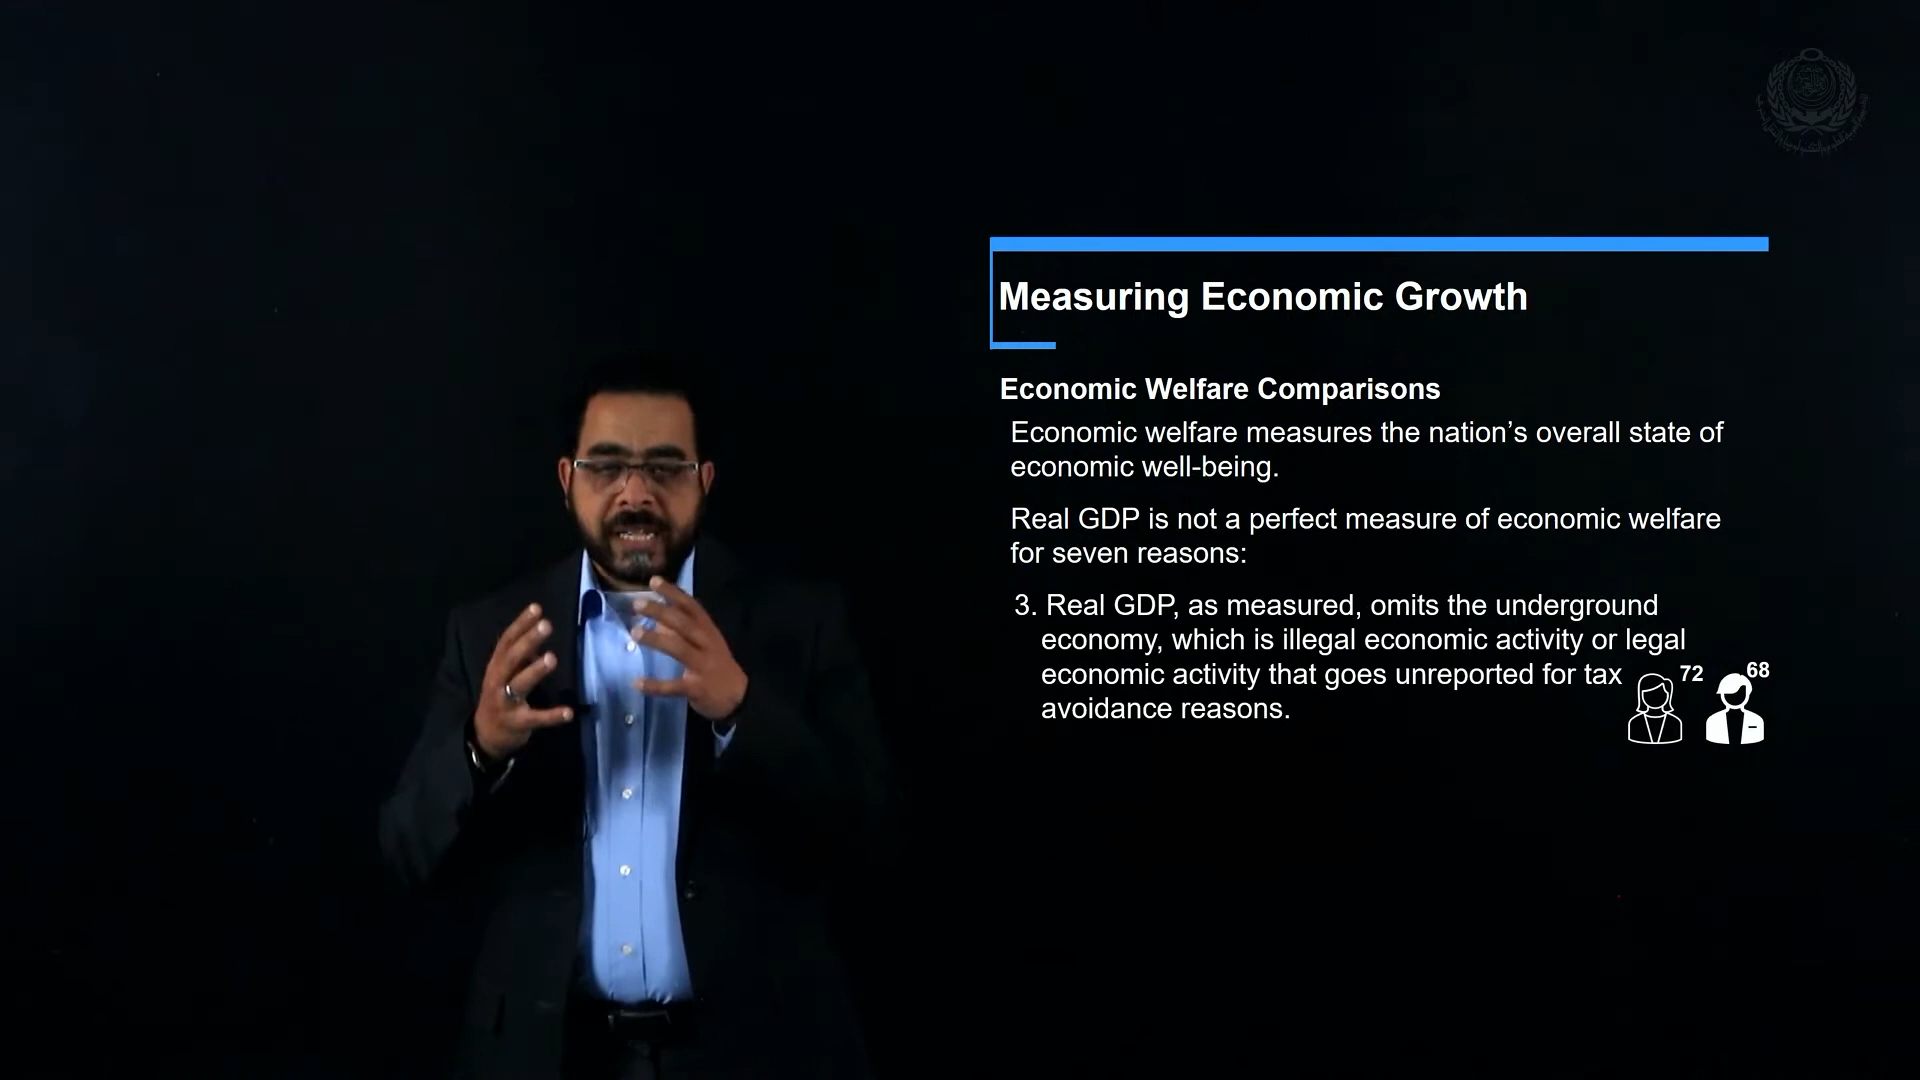 Measuring Economic Growth
Economic Welfare Comparisons
Economic welfare measures the nation’s overall state of
economic well-being.
Real GDP is not a perfect measure of economic welfare
for seven reasons:
3. Real GDP, as measured, omits the underground
economy, which is illegal economic activity or legal
economic activity that goes unreported for tax
avoidance reasons.
72 68